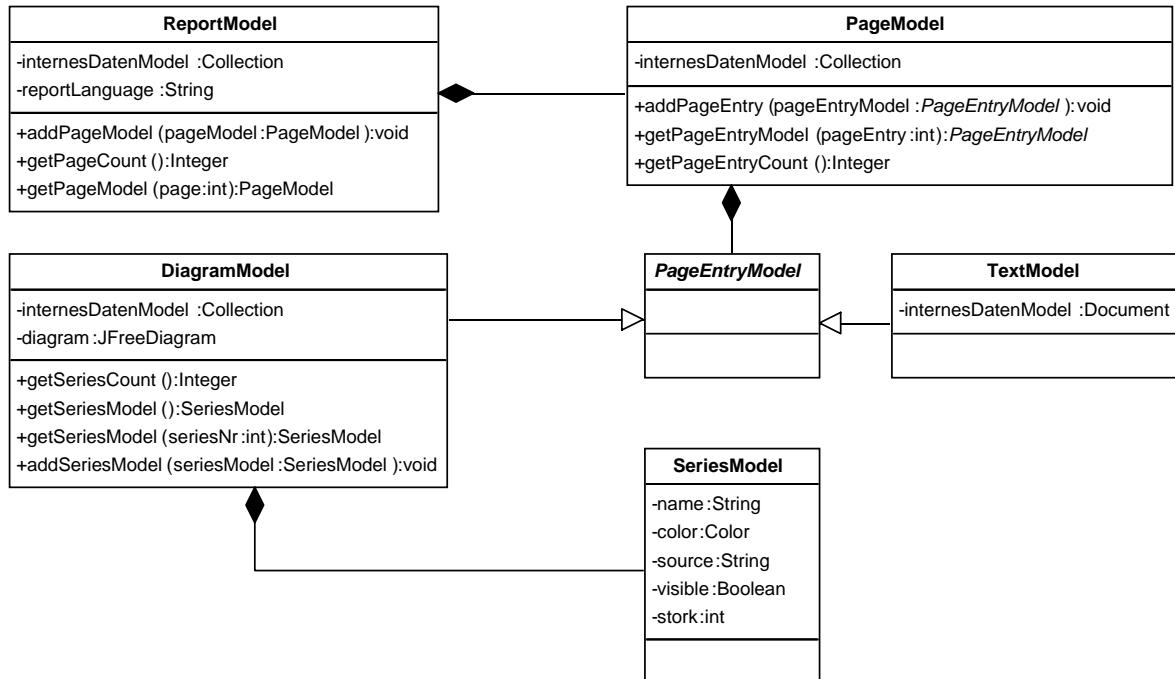 ReportModel
-internesDatenModel :Collection
-reportLanguage :String
+addPageModel (pageModel:PageModel ):void
+getPageCount ():Integer
+getPageModel (page:int):PageModel
PageModel
-internesDatenModel :Collection
+addPageEntry (pageEntryModel :PageEntryModel ):void
+getPageEntryModel (pageEntry:int):PageEntryModel
+getPageEntryCount ():Integer
DiagramModel
-internesDatenModel :Collection
-diagram:JFreeDiagram
+getSeriesCount ():Integer
+getSeriesModel ():SeriesModel
+getSeriesModel (seriesNr:int):SeriesModel
+addSeriesModel (seriesModel:SeriesModel ):void
PageEntryModel
TextModel
-internesDatenModel :Document
SeriesModel
-name:String
-color:Color
-source:String
-visible:Boolean
-stork:int